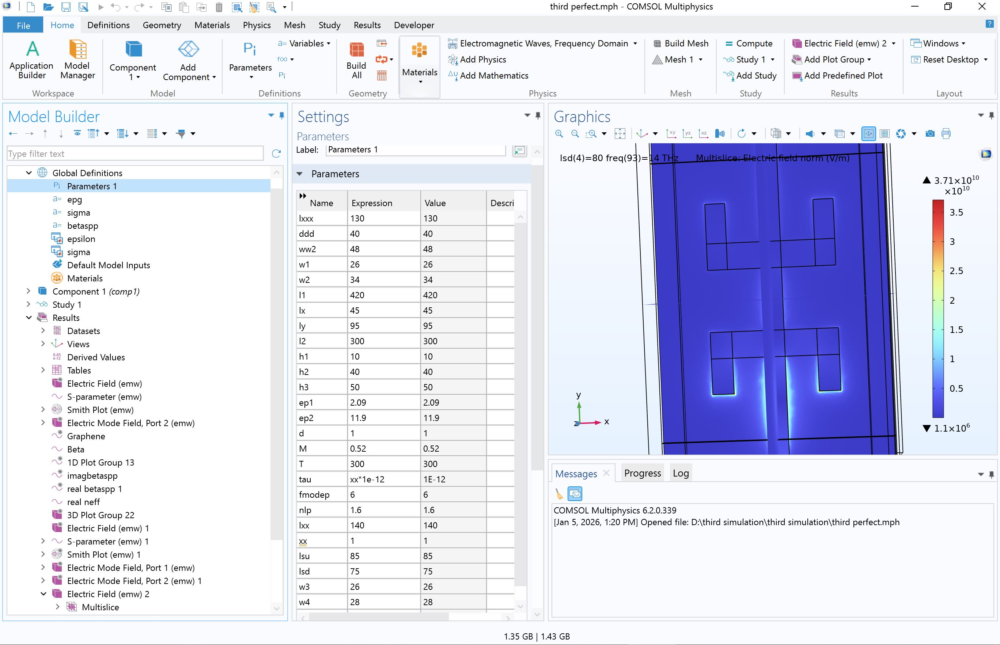 third perfect.mph - COMSOL Multiphysics
File Home Definitions Geometry Materials Physics Mesh Study Results Developer
Application Builder
Model Manager
Workspace
Component 1
Add Component
Model
Pi Parameters
a= Variables
f(x)
Pi
Definitions
Build All
Geometry
Materials
Electromagnetic Waves, Frequency Domain
Add Physics
Δu Add Mathematics
Physics
Build Mesh
Mesh 1
Mesh
= Compute
Study 1
Add Study
Study
Electric Field (emw) 2
Add Plot Group
Add Predefined Plot
Results
Windows
Reset Desktop
Layout
Model Builder
Type filter text
Global Definitions
Pi Parameters 1
a= epg
a= sigma
a= betaspp
epsilon
sigma
Default Model Inputs
Materials
Component 1 (comp1)
Study 1
Results
Datasets
Views
8.85 e-12 Derived Values
Tables
Electric Field (emw)
S-parameter (emw)
Smith Plot (emw)
Electric Mode Field, Port 2 (emw)
Graphene
Beta
1D Plot Group 13
imagbetaspp
real betaspp 1
real neff
3D Plot Group 22
Electric Field (emw) 1
S-parameter (emw) 1
Smith Plot (emw) 1
Electric Mode Field, Port 1 (emw)
Electric Mode Field, Port 2 (emw) 1
Electric Field (emw) 2
Multislice
Settings
Parameters
Label: Parameters 1
Parameters
Name Expression Value Descri
lxxx 130 130
ddd 40 40
ww2 48 48
w1 26 26
w2 34 34
l1 420 420
lx 45 45
ly 95 95
l2 300 300
h1 10 10
h2 40 40
h3 50 50
ep1 2.09 2.09
ep2 11.9 11.9
d 1 1
M 0.52 0.52
T 300 300
tau xx*1e-12 1E-12
fmodep 6 6
nlp 1.6 1.6
lxx 140 140
xx 1 1
lsu 85 85
lsd 75 75
w3 26 26
w4 28 28
Graphics
xy yz xz
lsd(4)=80 freq(93)=14 THz Multislice: Electric field norm (V/m)
▲ 3.71×10¹⁰
×10¹⁰
3.5
3
2.5
2
1.5
1
0.5
▼ 1.1×10⁶
y
z x
Messages Progress Log
COMSOL Multiphysics 6.2.0.339
[Jan 5, 2026, 1:20 PM] Opened file: D:\third simulation\third simulation\third perfect.mph
1.35 GB | 1.43 GB